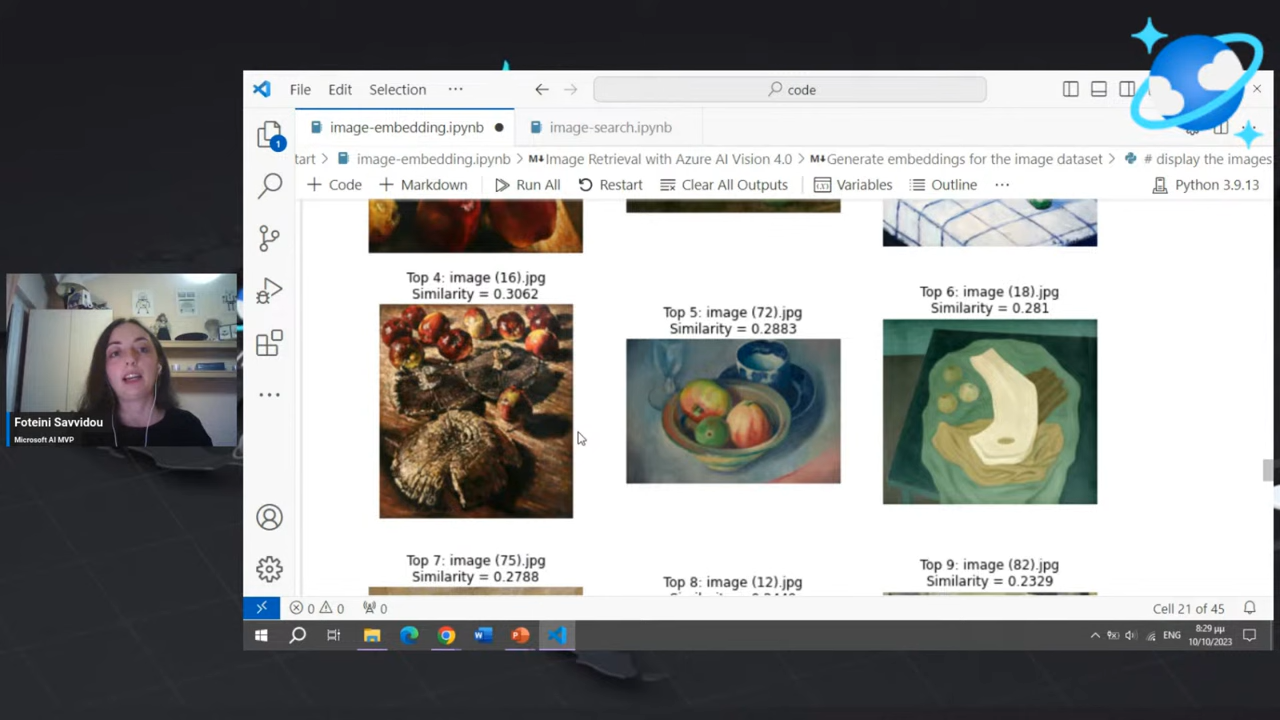 File Edit Selection ··· code
image-embedding.ipynb image-search.ipynb
tart > image-embedding.ipynb > M↓Image Retrieval with Azure AI Vision 4.0 > M↓Generate embeddings for the image dataset > # display the images
+ Code + Markdown Run All Restart Clear All Outputs Variables Outline ··· Python 3.9.13
1
Top 4: image (16).jpg
Similarity = 0.3062
Top 5: image (72).jpg
Similarity = 0.2883
Top 6: image (18).jpg
Similarity = 0.281
Top 7: image (75).jpg
Similarity = 0.2788
Top 8: image (12).jpg
Top 9: image (82).jpg
Similarity = 0.2329
Foteini Savvidou
Microsoft AI MVP
0 0 0 Cell 21 of 45
ENG 8:29 μμ
10/10/2023